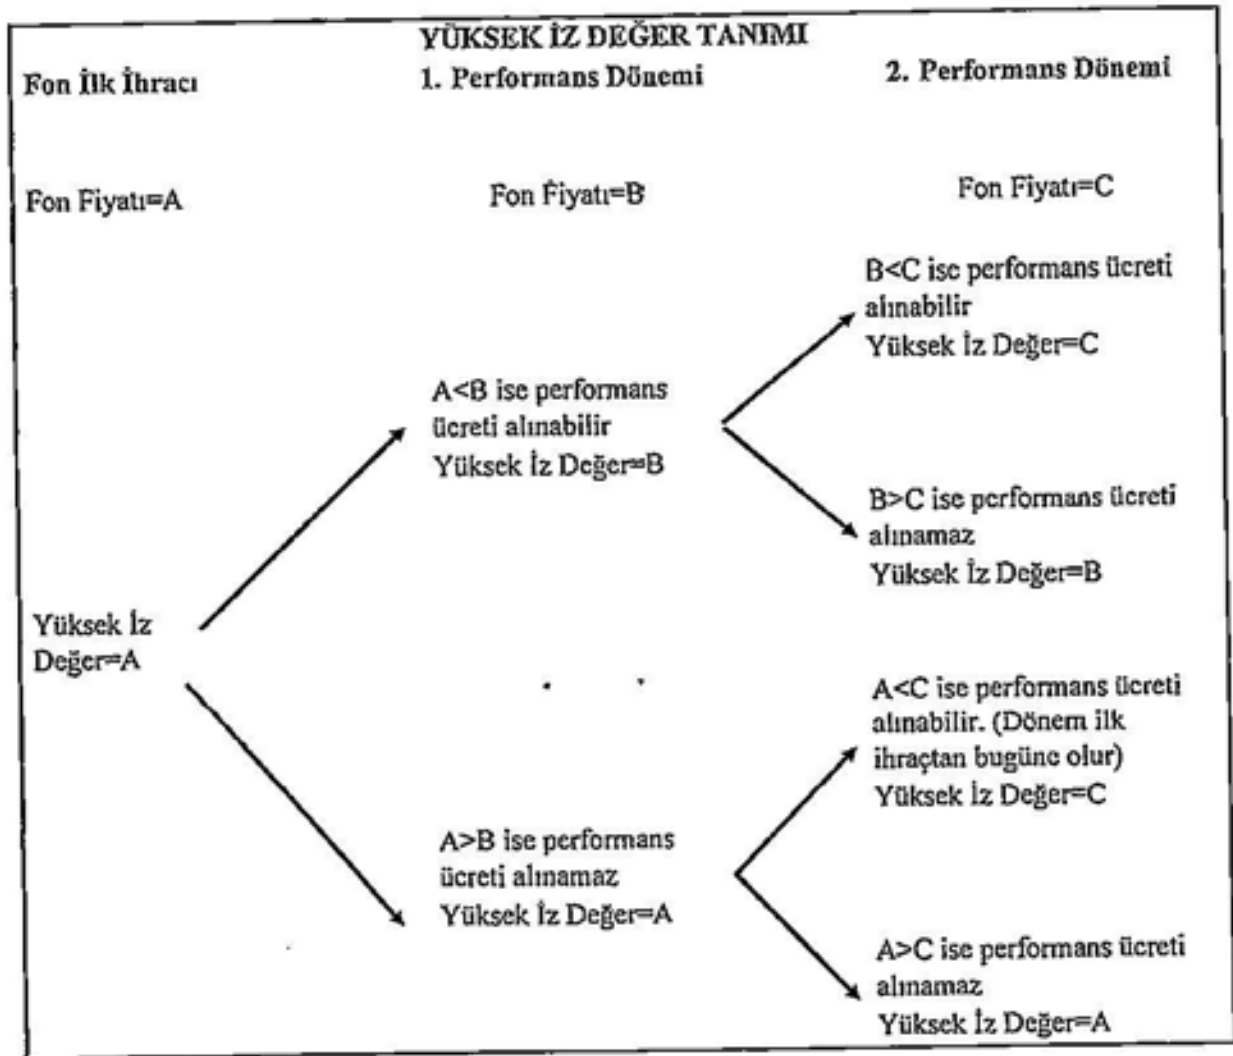 YÜKSEK İZ DEĞER TANIMI
Fon İlk İhracı
1. Performans Dönemi
2. Performans Dönemi
Fon Fiyatı=A
Fon Fiyatı=B
Fon Fiyatı=C
B<C ise performans ücreti
alınabilir
Yüksek İz Değer=C
A<B ise performans
ücreti alınabilir
Yüksek İz Değer=B
B>C ise performans ücreti
alınamaz
Yüksek İz Değer=B
Yüksek İz
Değer=A
A<C ise performans ücreti
alınabilir. (Dönem ilk
ihraçtan bugüne olur)
Yüksek İz Değer=C
A>B ise performans
ücreti alınamaz
Yüksek İz Değer=A
A>C ise performans ücreti
alınamaz
Yüksek İz Değer=A